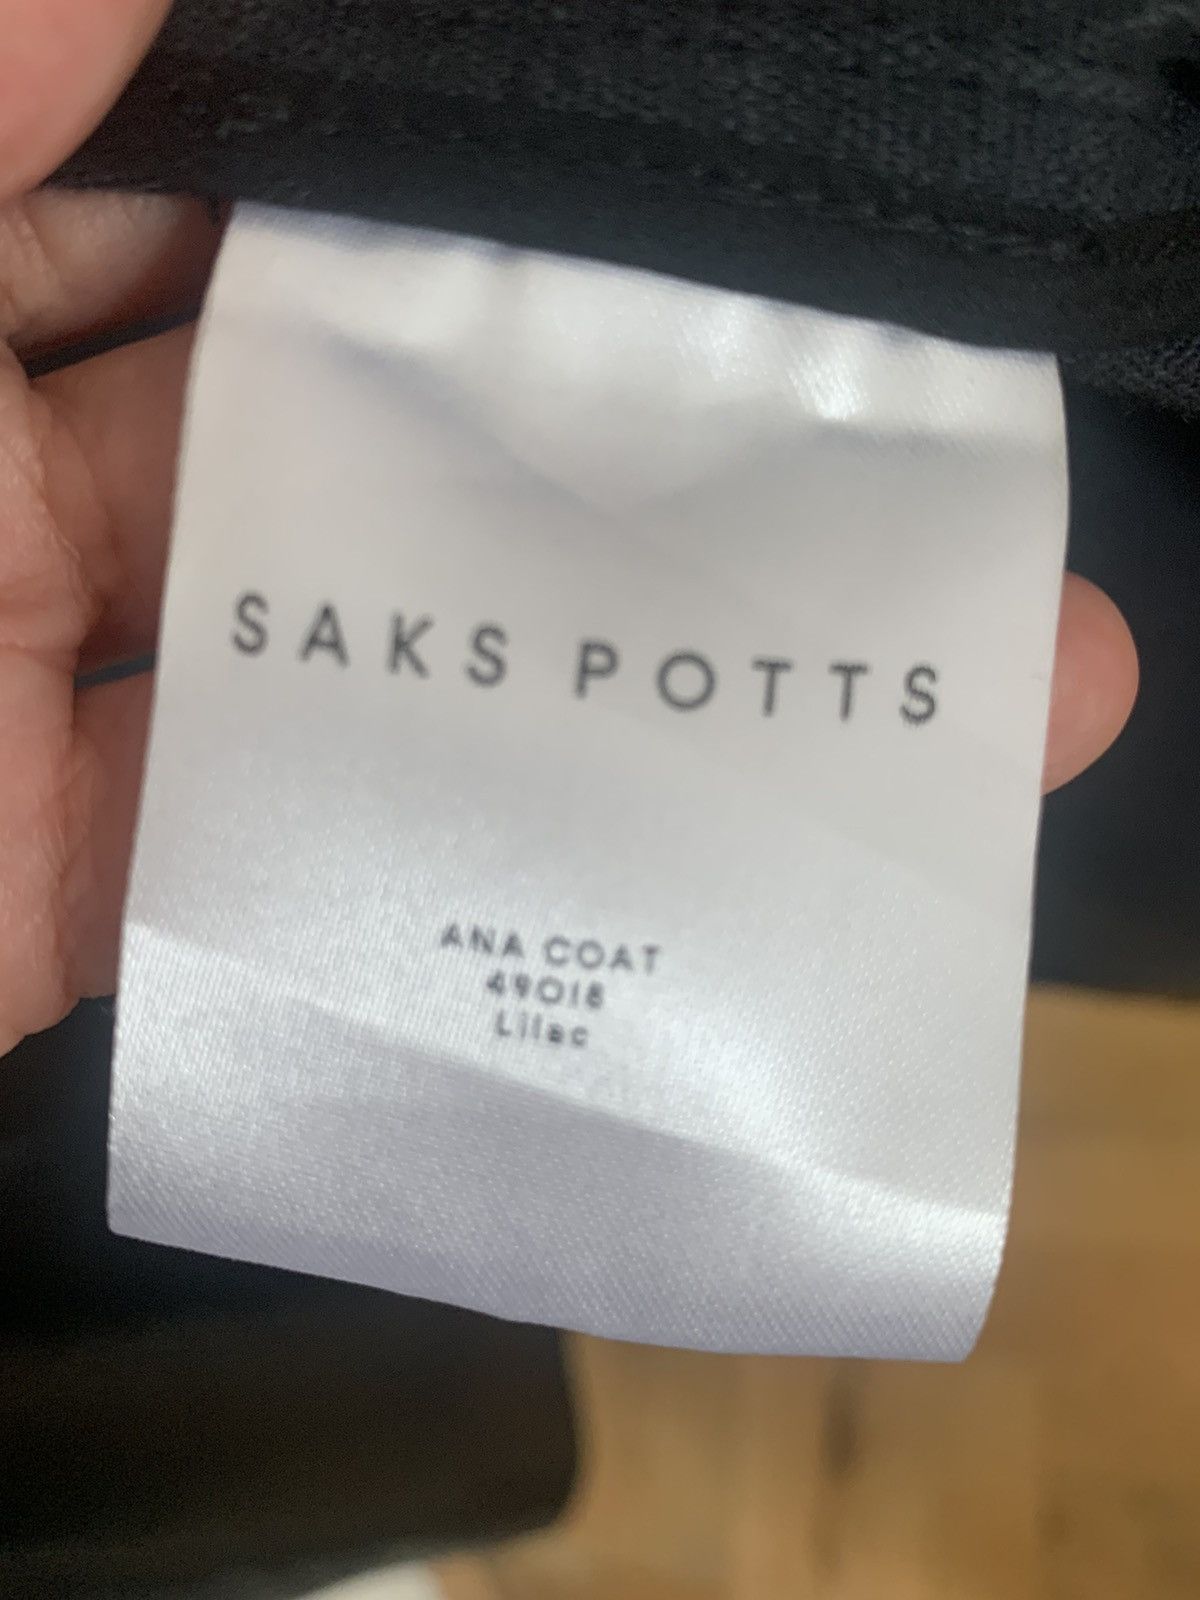 SAKS POTTS
ANA COAT
49018
Lilac